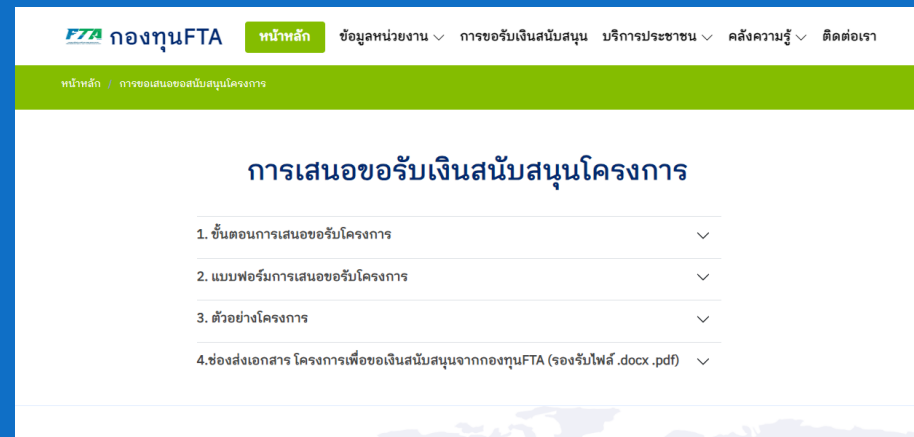 FTA กองทุนFTA หน้าหลัก ข้อมูลหน่วยงาน การขอรับเงินสนับสนุน บริการประชาชน คลังความรู้ ติดต่อเรา
หน้าหลัก / การขอเสนอขอสนับสนุนโครงการ
การเสนอขอรับเงินสนับสนุนโครงการ
1. ขั้นตอนการเสนอขอรับโครงการ
2. แบบฟอร์มการเสนอขอรับโครงการ
3. ตัวอย่างโครงการ
4.ช่องส่งเอกสาร โครงการเพื่อขอเงินสนับสนุนจากกองทุนFTA (รองรับไฟล์ .docx .pdf)